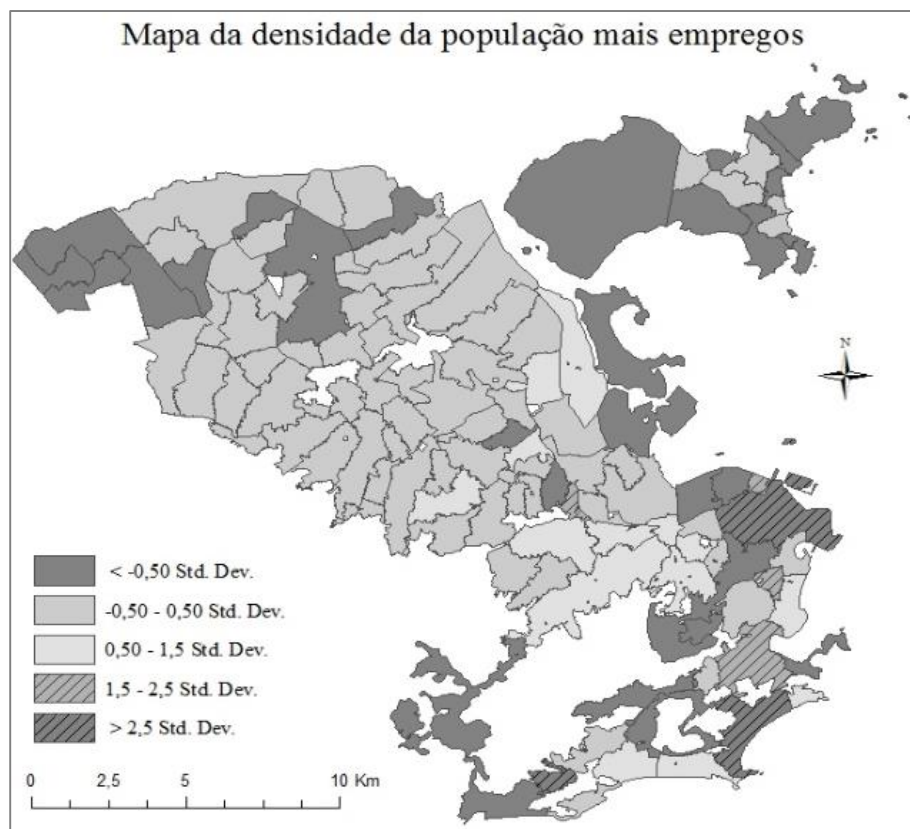 Mapa da densidade da população mais empregos
N
< -0,50 Std. Dev.
-0,50 - 0,50 Std. Dev.
0,50 - 1,5 Std. Dev.
1,5 - 2,5 Std. Dev.
> 2,5 Std. Dev.
0 2,5 5 10 Km